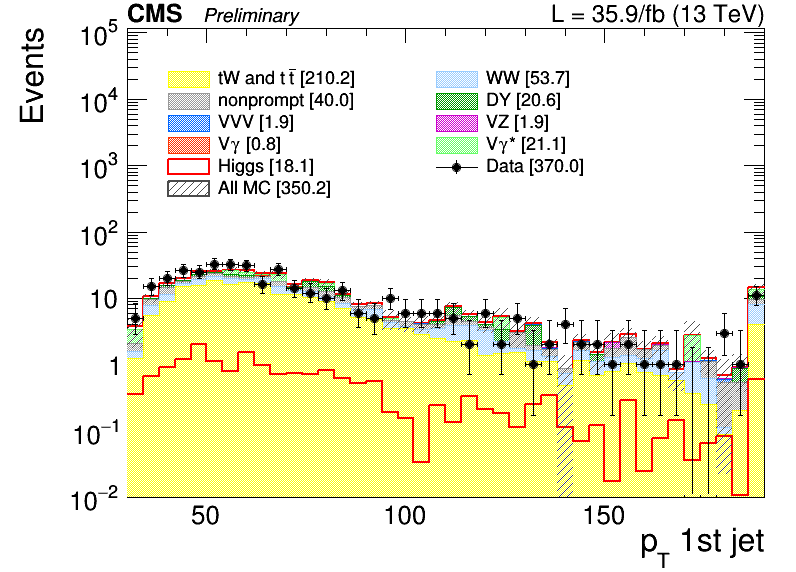 CMS Preliminary L = 35.9/fb (13 TeV)
Events
10^5
10^4
10^3
10^2
10
1
10^−1
10^−2
tW and tt̄ [210.2]
nonprompt [40.0]
VVV [1.9]
Vγ [0.8]
Higgs [18.1]
All MC [350.2]
WW [53.7]
DY [20.6]
VZ [1.9]
Vγ* [21.1]
Data [370.0]
50 100 150
p_T 1st jet